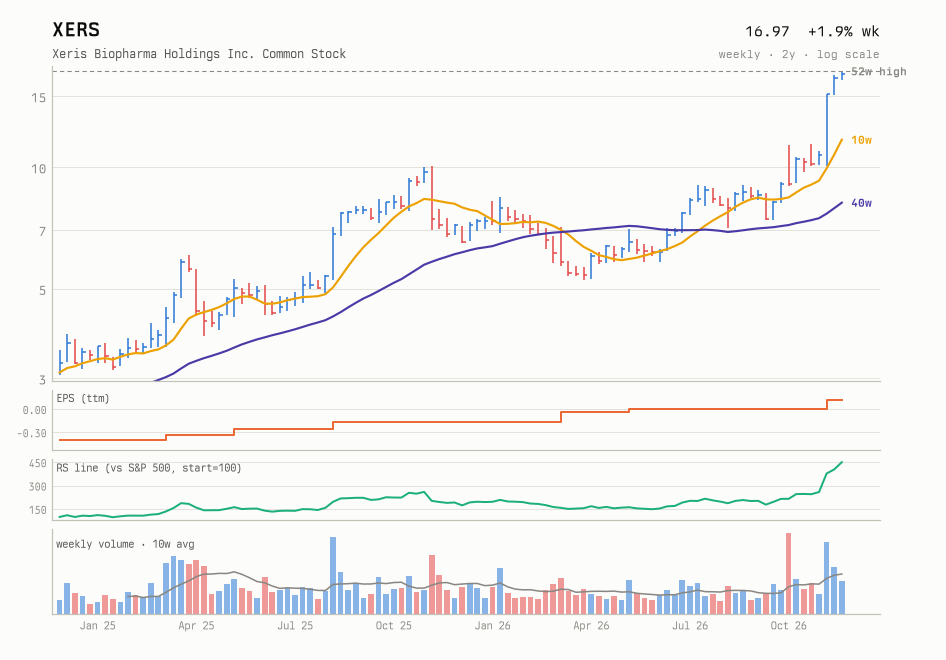 XERS
16.97 +1.9% wk
Xeris Biopharma Holdings Inc. Common Stock
weekly · 2y · log scale
52w high
15
10w
10
40w
7
5
3
EPS (ttm)
0.00
-0.30
RS line (vs S&P 500, start=100)
450
300
150
weekly volume · 10w avg
Jan 25 Apr 25 Jul 25 Oct 25 Jan 26 Apr 26 Jul 26 Oct 26